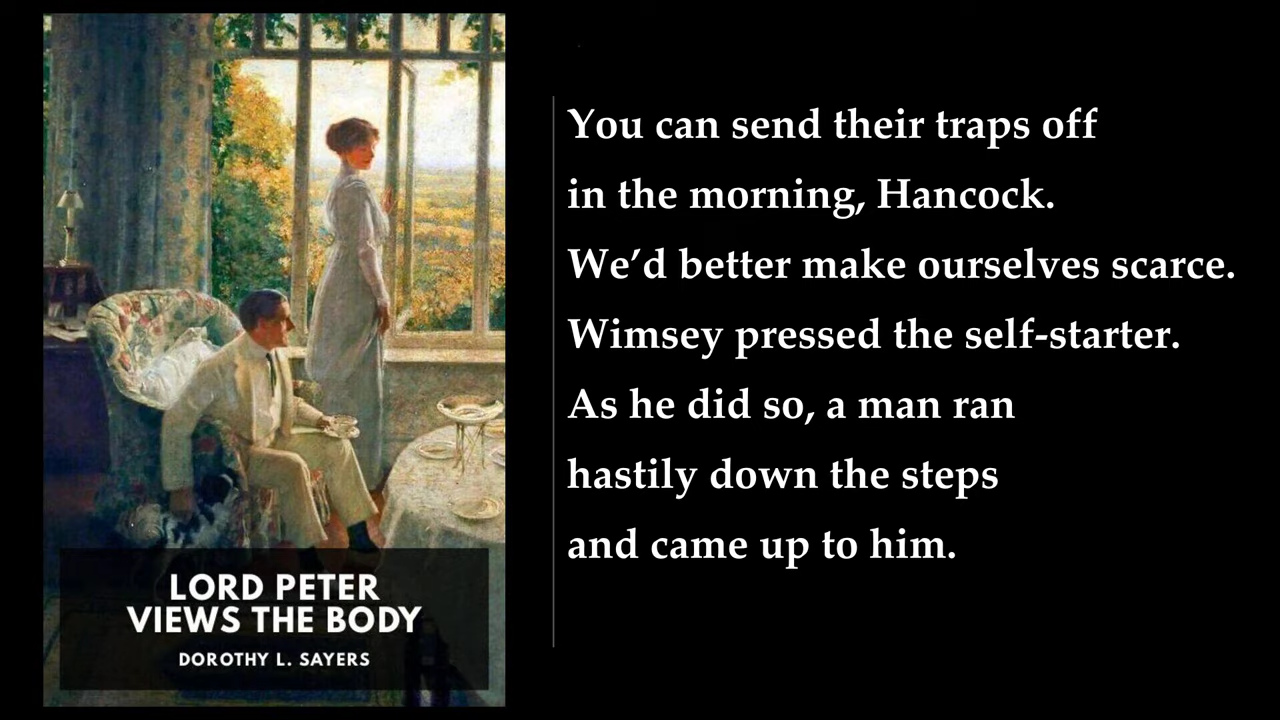 You can send their traps off
in the morning, Hancock.
We’d better make ourselves scarce.
Wimsey pressed the self-starter.
As he did so, a man ran
hastily down the steps
and came up to him.
LORD PETER
VIEWS THE BODY
DOROTHY L. SAYERS